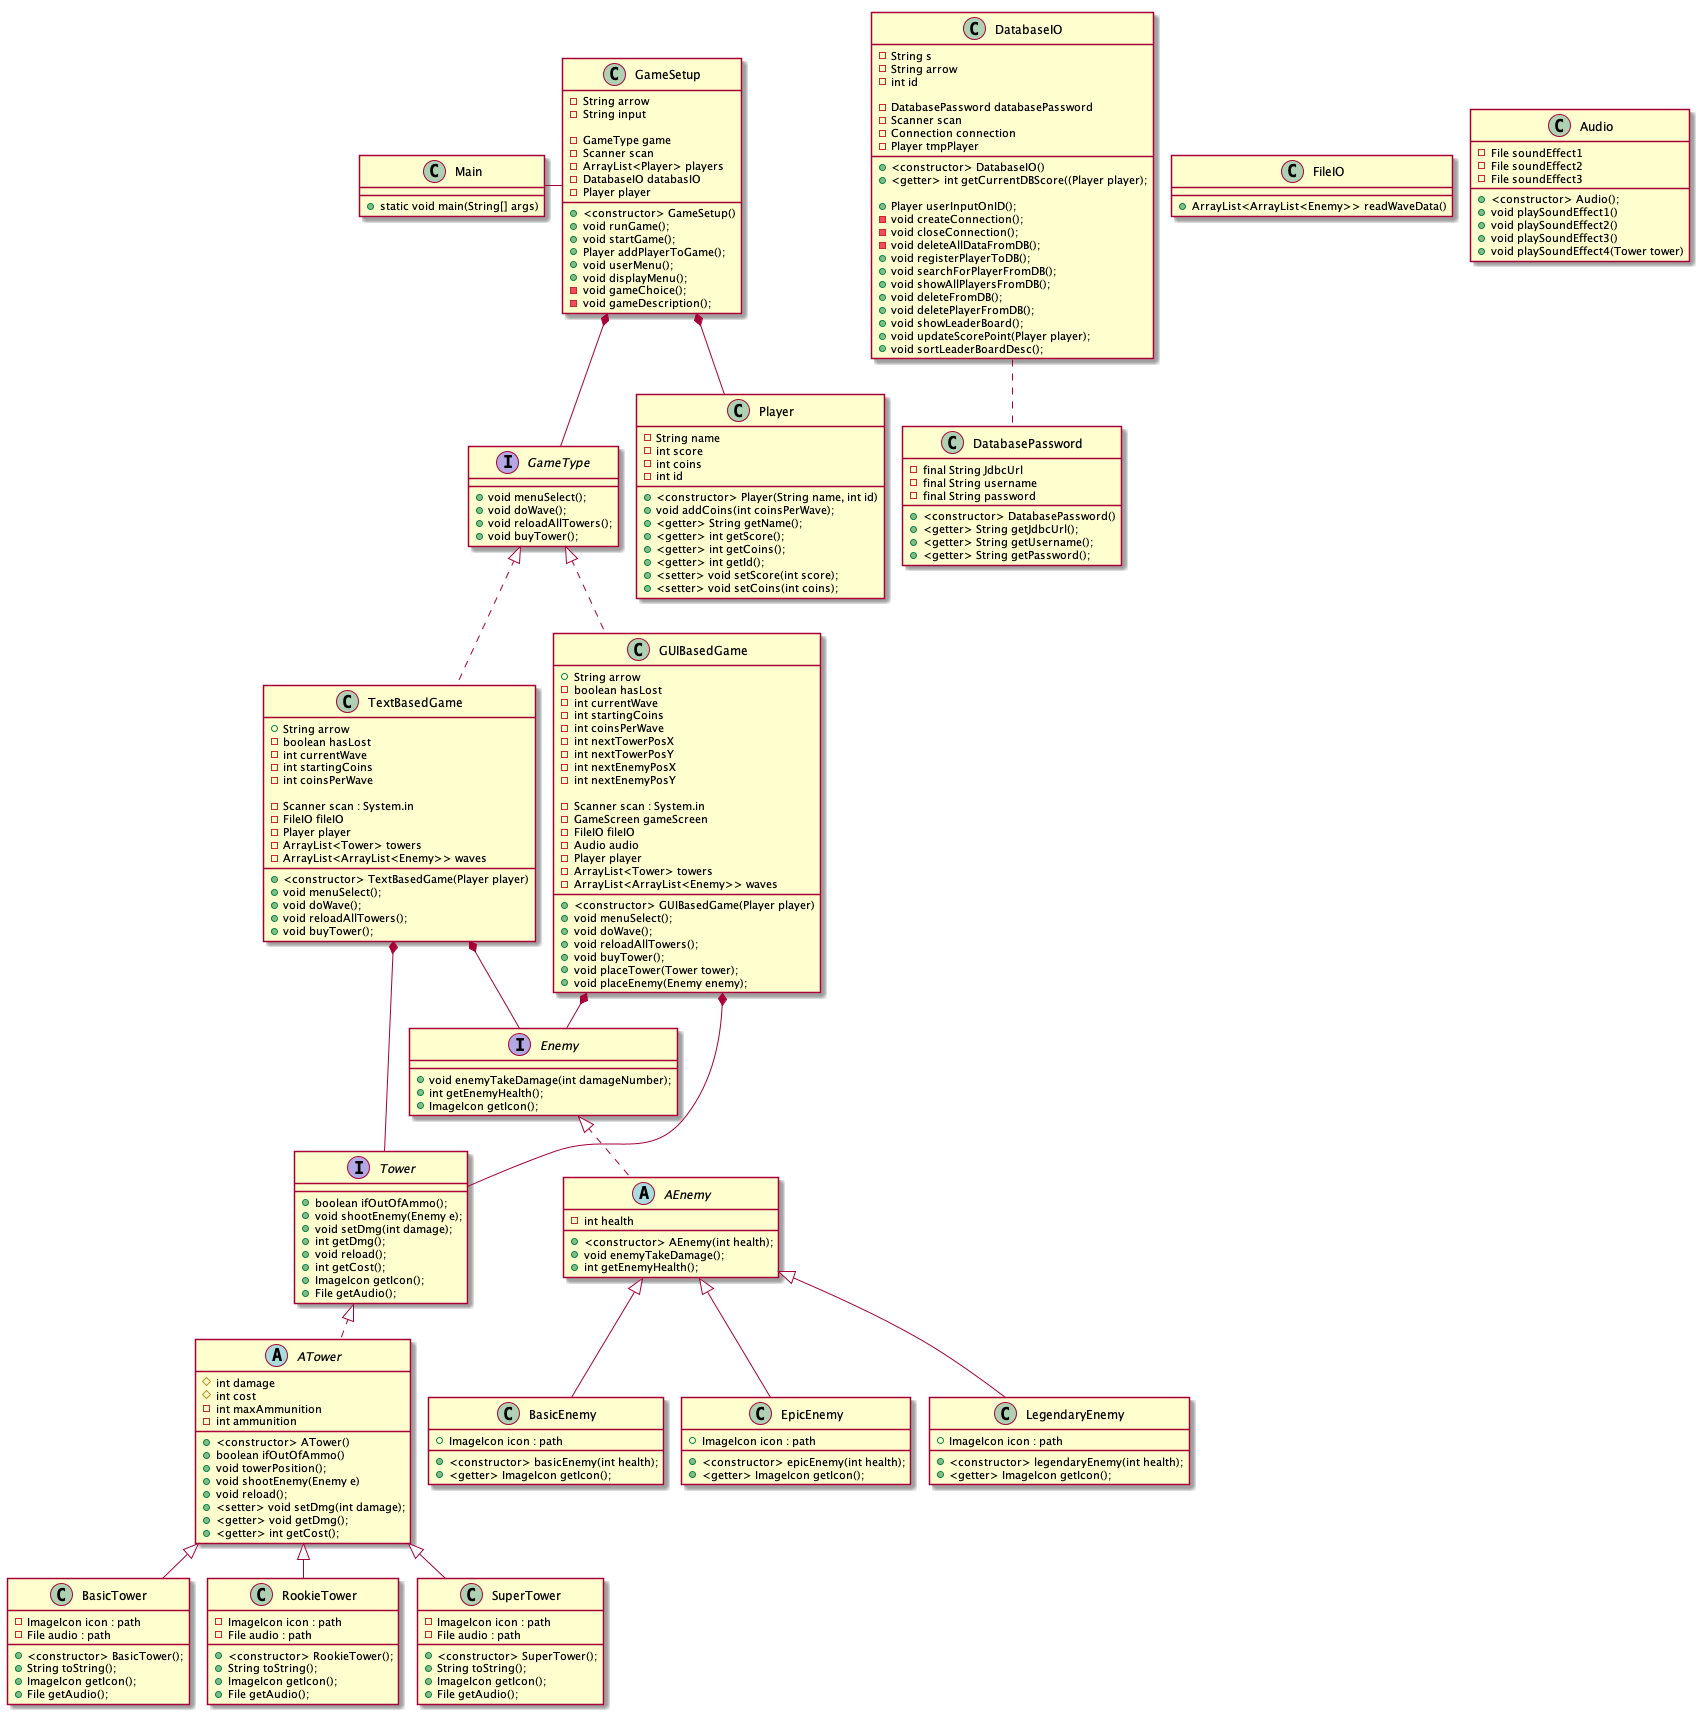 C DatabaseIO
String s
String arrow
int id
DatabasePassword databasePassword
Scanner scan
Connection connection
Player tmpPlayer
<constructor> DatabaseIO()
<getter> int getCurrentDBScore((Player player);
Player userInputOnID();
void createConnection();
void closeConnection();
void deleteAllDataFromDB();
void registerPlayerToDB();
void searchForPlayerFromDB();
void showAllPlayersFromDB();
void deleteFromDB();
void deletePlayerFromDB();
void showLeaderBoard();
void updateScorePoint(Player player);
void sortLeaderBoardDesc();
C GameSetup
String arrow
String input
GameType game
Scanner scan
ArrayList<Player> players
DatabaseIO databasIO
Player player
<constructor> GameSetup()
void runGame();
void startGame();
Player addPlayerToGame();
void userMenu();
void displayMenu();
void gameChoice();
void gameDescription();
C Main
static void main(String[] args)
C FileIO
ArrayList<ArrayList<Enemy>> readWaveData()
C Audio
File soundEffect1
File soundEffect2
File soundEffect3
<constructor> Audio();
void playSoundEffect1()
void playSoundEffect2()
void playSoundEffect3()
void playSoundEffect4(Tower tower)
I GameType
void menuSelect();
void doWave();
void reloadAllTowers();
void buyTower();
C Player
String name
int score
int coins
int id
<constructor> Player(String name, int id)
void addCoins(int coinsPerWave);
<getter> String getName();
<getter> int getScore();
<getter> int getCoins();
<getter> int getId();
<setter> void setScore(int score);
<setter> void setCoins(int coins);
C DatabasePassword
final String JdbcUrl
final String username
final String password
<constructor> DatabasePassword()
<getter> String getJdbcUrl();
<getter> String getUsername();
<getter> String getPassword();
C TextBasedGame
String arrow
boolean hasLost
int currentWave
int startingCoins
int coinsPerWave
Scanner scan : System.in
FileIO fileIO
Player player
ArrayList<Tower> towers
ArrayList<ArrayList<Enemy>> waves
<constructor> TextBasedGame(Player player)
void menuSelect();
void doWave();
void reloadAllTowers();
void buyTower();
C GUIBasedGame
String arrow
boolean hasLost
int currentWave
int startingCoins
int coinsPerWave
int nextTowerPosX
int nextTowerPosY
int nextEnemyPosX
int nextEnemyPosY
Scanner scan : System.in
GameScreen gameScreen
FileIO fileIO
Audio audio
Player player
ArrayList<Tower> towers
ArrayList<ArrayList<Enemy>> waves
<constructor> GUIBasedGame(Player player)
void menuSelect();
void doWave();
void reloadAllTowers();
void buyTower();
void placeTower(Tower tower);
void placeEnemy(Enemy enemy);
I Enemy
void enemyTakeDamage(int damageNumber);
int getEnemyHealth();
ImageIcon getIcon();
I Tower
boolean ifOutOfAmmo();
void shootEnemy(Enemy e);
void setDmg(int damage);
int getDmg();
void reload();
int getCost();
ImageIcon getIcon();
File getAudio();
A AEnemy
int health
<constructor> AEnemy(int health);
void enemyTakeDamage();
int getEnemyHealth();
A ATower
int damage
int cost
int maxAmmunition
int ammunition
<constructor> ATower()
boolean ifOutOfAmmo()
void towerPosition();
void shootEnemy(Enemy e)
void reload();
<setter> void setDmg(int damage);
<getter> void getDmg();
<getter> int getCost();
C BasicEnemy
ImageIcon icon : path
<constructor> basicEnemy(int health);
<getter> ImageIcon getIcon();
C EpicEnemy
ImageIcon icon : path
<constructor> epicEnemy(int health);
<getter> ImageIcon getIcon();
C LegendaryEnemy
ImageIcon icon : path
<constructor> legendaryEnemy(int health);
<getter> ImageIcon getIcon();
C BasicTower
ImageIcon icon : path
File audio : path
<constructor> BasicTower();
String toString();
ImageIcon getIcon();
File getAudio();
C RookieTower
ImageIcon icon : path
File audio : path
<constructor> RookieTower();
String toString();
ImageIcon getIcon();
File getAudio();
C SuperTower
ImageIcon icon : path
File audio : path
<constructor> SuperTower();
String toString();
ImageIcon getIcon();
File getAudio();